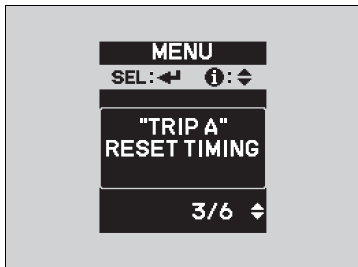 MENU
SEL:↵ ⓘ:⬍
"TRIP A"
RESET TIMING
3/6 ⬍